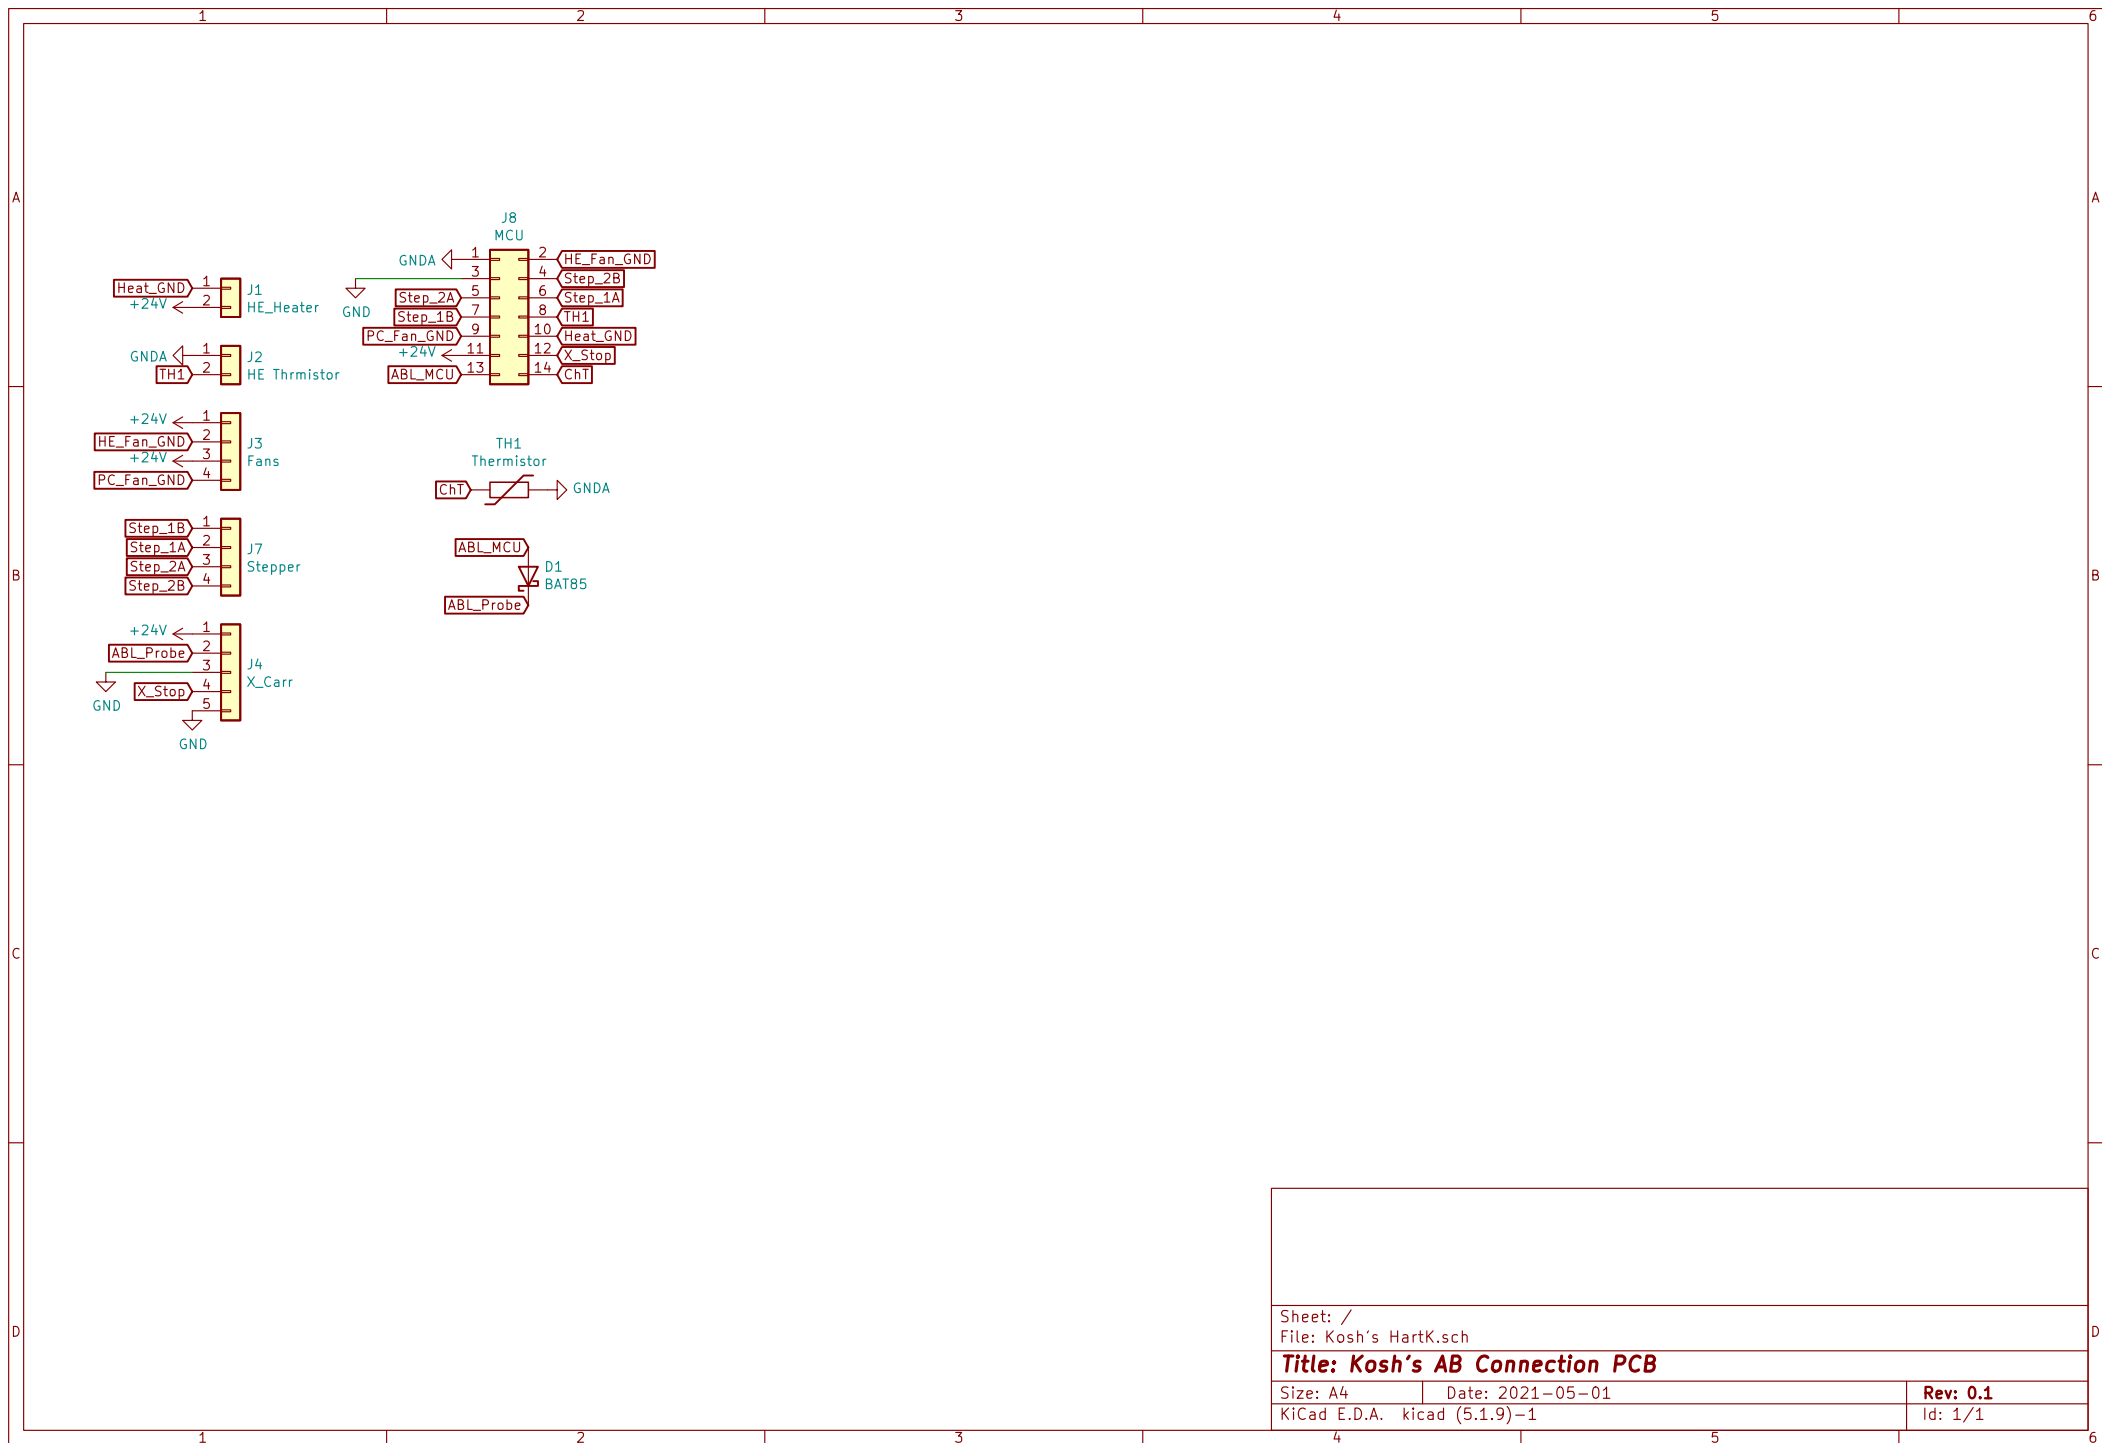 1 2 3 4 5 6
A A
B B
C C
D D
J8
MCU
GNDA 1 2 HE_Fan_GND
3 4 Step_2B
GND
Step_2A 5 6 Step_1A
Step_1B 7 8 TH1
PC_Fan_GND 9 10 Heat_GND
+24V 11 12 X_Stop
ABL_MCU 13 14 ChT
Heat_GND 1
+24V 2
J1
HE_Heater
GNDA 1
TH1 2
J2
HE Thrmistor
+24V 1
HE_Fan_GND 2
+24V 3
PC_Fan_GND 4
J3
Fans
Step_1B 1
Step_1A 2
Step_2A 3
Step_2B 4
J7
Stepper
+24V 1
ABL_Probe 2
3
GND
X_Stop 4
5
GND
J4
X_Carr
TH1
Thermistor
ChT GNDA
ABL_MCU
D1
BAT85
ABL_Probe
Sheet: /
File: Kosh's HartK.sch
Title: Kosh's AB Connection PCB
Size: A4 Date: 2021-05-01 Rev: 0.1
KiCad E.D.A. kicad (5.1.9)-1 Id: 1/1
1 2 3 4 5 6